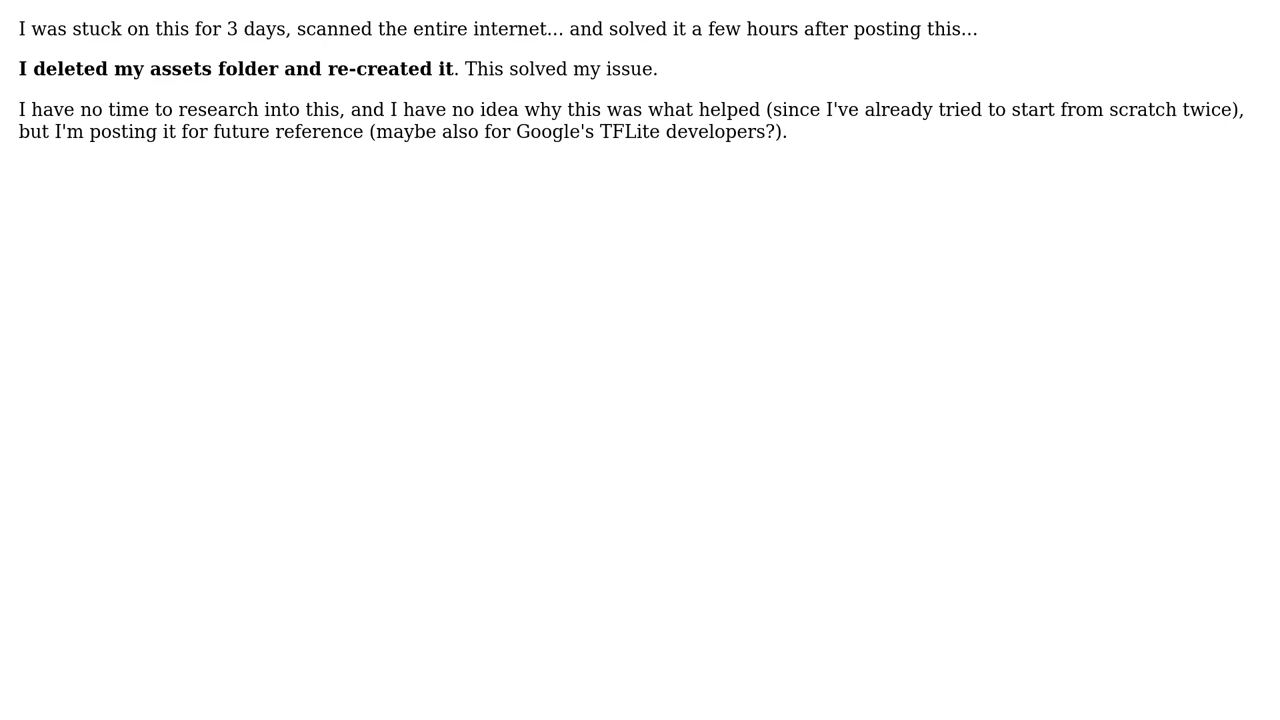 I was stuck on this for 3 days, scanned the entire internet... and solved it a few hours after posting this...
I deleted my assets folder and re-created it. This solved my issue.
I have no time to research into this, and I have no idea why this was what helped (since I've already tried to start from scratch twice),
but I'm posting it for future reference (maybe also for Google's TFLite developers?).